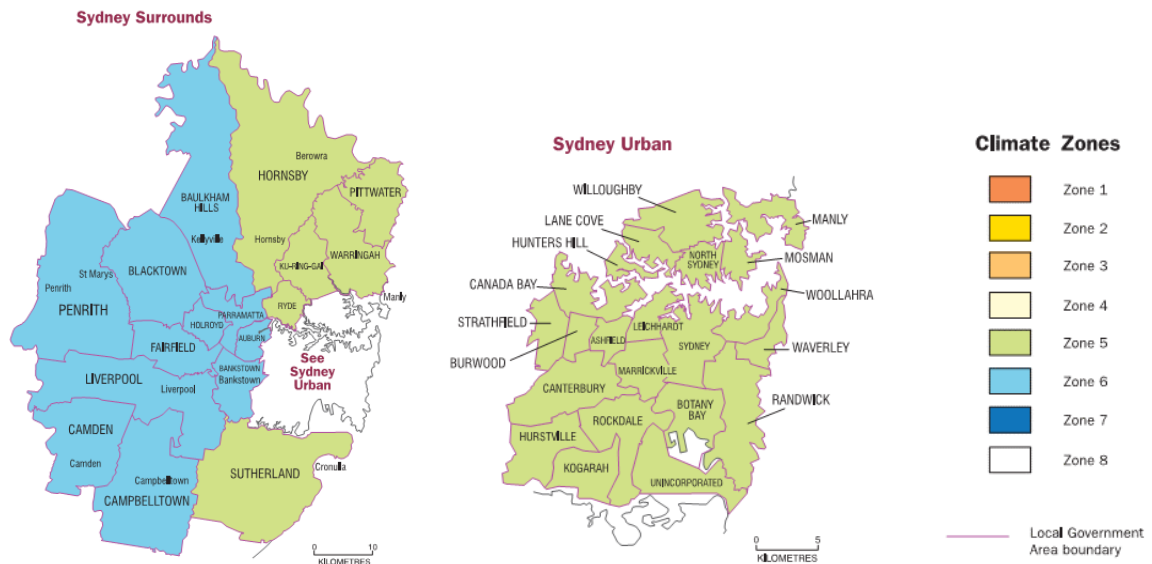 Sydney Surrounds
Berowra
HORNSBY
PITTWATER
BAULKHAM
HILLS
Kellyville
Hornsby
WARRINGAH
KU-RING-GAI
BLACKTOWN
St Marys
Penrith
PENRITH
RYDE
Manly
PARRAMATTA
HOLROYD
AUBURN
FAIRFIELD
See
Sydney
Urban
BANKSTOWN
Bankstown
LIVERPOOL
Liverpool
CAMDEN
Camden
Campbelltown
CAMPBELLTOWN
SUTHERLAND
Cronulla
0 10
KILOMETRES
Sydney Urban
WILLOUGHBY
LANE COVE
HUNTERS HILL
MANLY
NORTH
SYDNEY
MOSMAN
CANADA BAY
WOOLLAHRA
STRATHFIELD
LEICHHARDT
ASHFIELD
SYDNEY
WAVERLEY
BURWOOD
MARRICKVILLE
CANTERBURY
RANDWICK
BOTANY
BAY
ROCKDALE
HURSTVILLE
KOGARAH
UNINCORPORATED
0 5
KILOMETRES
Climate Zones
Zone 1
Zone 2
Zone 3
Zone 4
Zone 5
Zone 6
Zone 7
Zone 8
Local Government
Area boundary